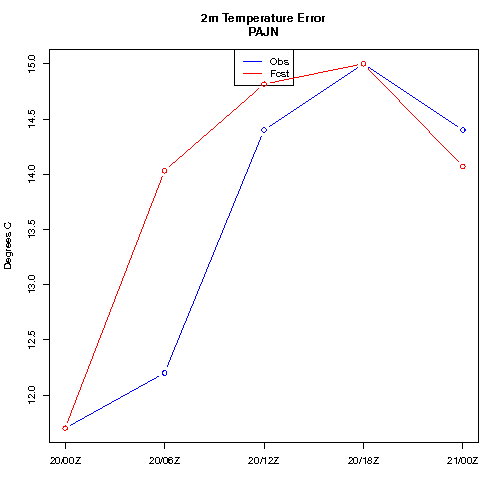 2m Temperature Error
PAJN
Obs
Fcst
Degrees C
15.0
14.5
14.0
13.5
13.0
12.5
12.0
20/00Z 20/06Z 20/12Z 20/18Z 21/00Z